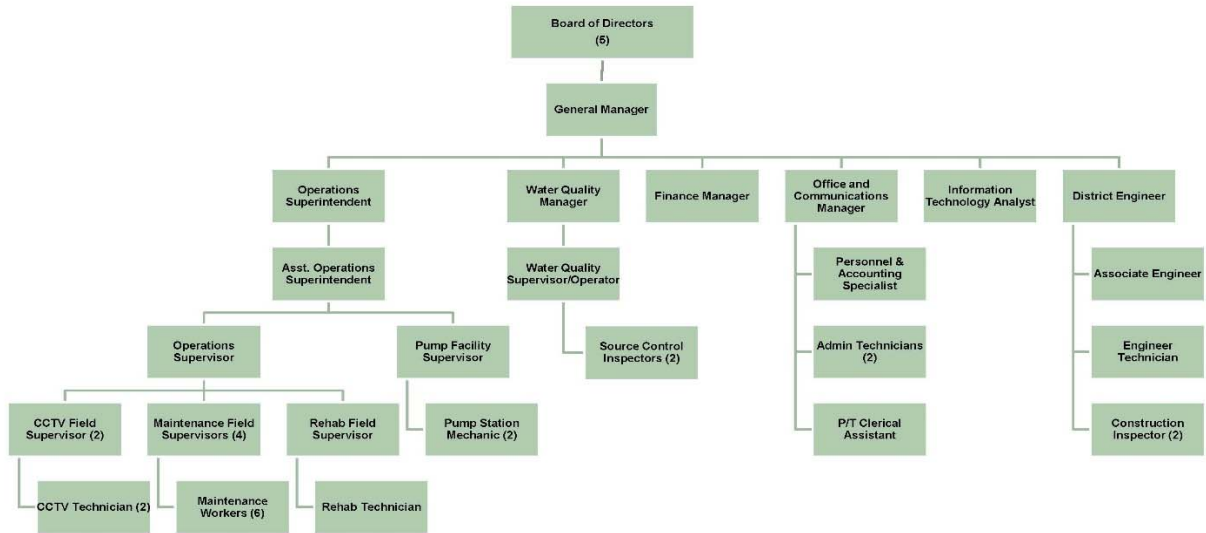 Board of Directors
(5)
General Manager
Operations
Superintendent
Water Quality
Manager
Finance Manager
Office and
Communications
Manager
Information
Technology Analyst
District Engineer
Asst. Operations
Superintendent
Water Quality
Supervisor/Operator
Personnel &
Accounting
Specialist
Associate Engineer
Operations
Supervisor
Pump Facility
Supervisor
Source Control
Inspectors (2)
Admin Technicians
(2)
Engineer
Technician
CCTV Field
Supervisor (2)
Maintenance Field
Supervisors (4)
Rehab Field
Supervisor
Pump Station
Mechanic (2)
P/T Clerical
Assistant
Construction
Inspector (2)
CCTV Technician (2)
Maintenance
Workers (6)
Rehab Technician